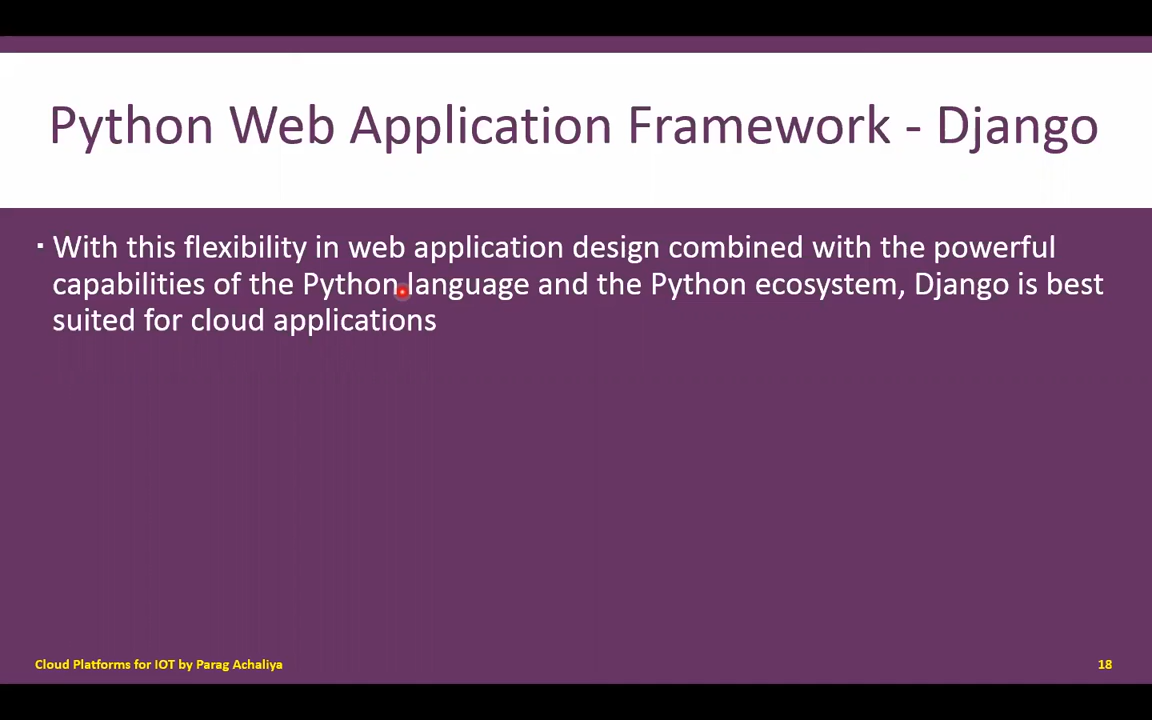 Python Web Application Framework - Django
▪ With this flexibility in web application design combined with the powerful
capabilities of the Python language and the Python ecosystem, Django is best
suited for cloud applications
Cloud Platforms for IOT by Parag Achaliya
18